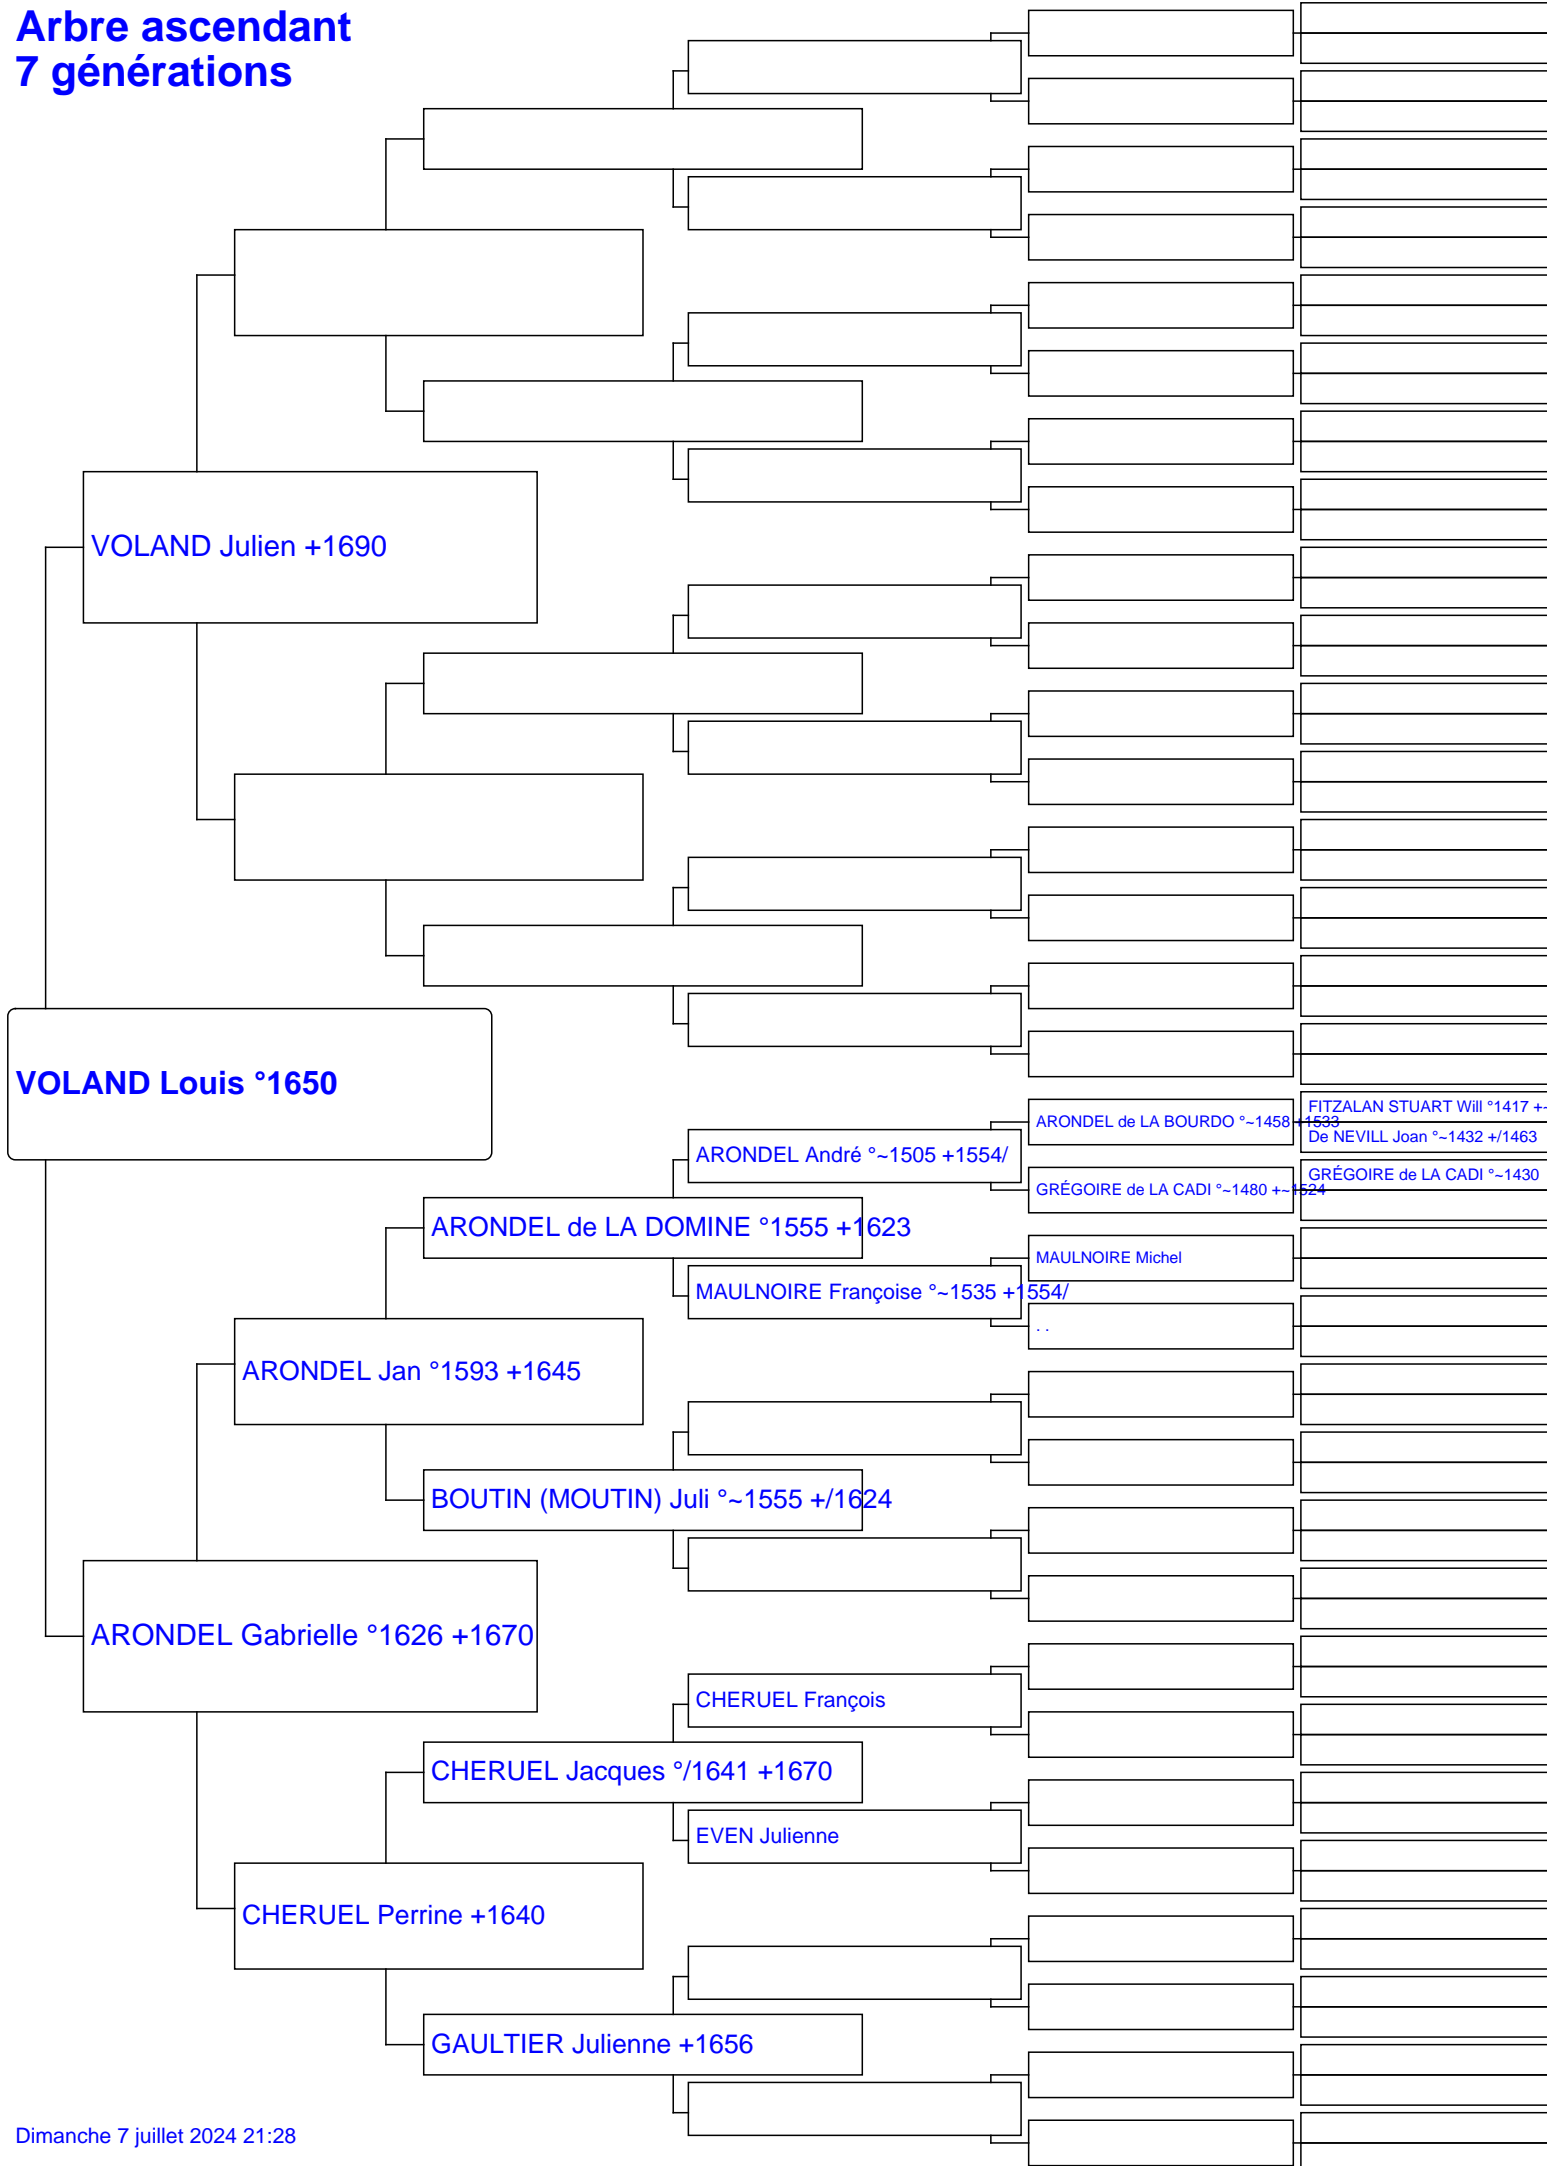 Arbre ascendant
7 générations
VOLAND Julien +1690
VOLAND Louis °1650
FITZALAN STUART Will °1417 +~
ARONDEL de LA BOURDO °~1458 +1533
De NEVILL Joan °~1432 +/1463
ARONDEL André °~1505 +1554/
GRÉGOIRE de LA CADI °~1430
GRÉGOIRE de LA CADI °~1480 +~1524
ARONDEL de LA DOMINE °1555 +1623
MAULNOIRE Michel
MAULNOIRE Françoise °~1535 +1554/
. .
ARONDEL Jan °1593 +1645
BOUTIN (MOUTIN) Juli °~1555 +/1624
ARONDEL Gabrielle °1626 +1670
CHERUEL François
CHERUEL Jacques °/1641 +1670
EVEN Julienne
CHERUEL Perrine +1640
GAULTIER Julienne +1656
Dimanche 7 juillet 2024 21:28